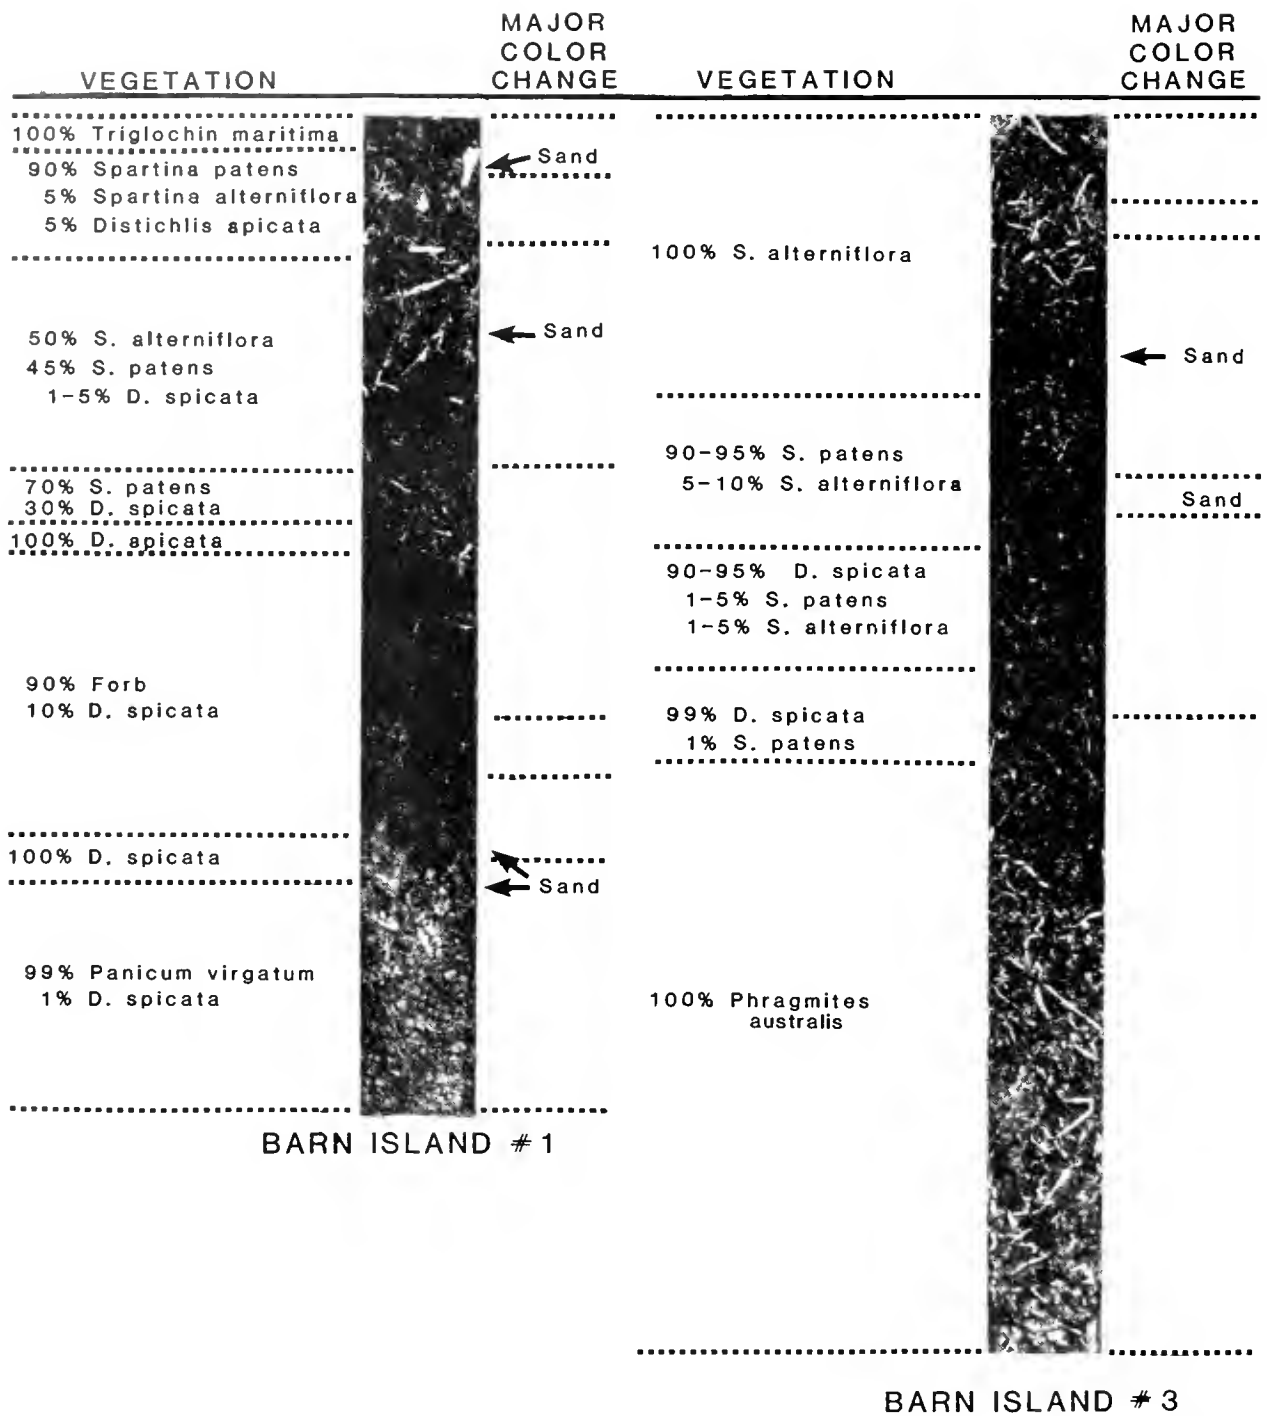 MAJOR
COLOR
VEGETATION CHANGE
100% Triglochin maritima
90% Spartina patens
5% Spartina alterniflora
5% Distichlis apicata
50% S. alterniflora
45% S. patens
1-5% D. spicata
70% S. patens
30% D. spicata
100% D. apicata
90% Forb
10% D. spicata
100% D. spicata
99% Panicum virgatum
1% D. spicata
Sand
Sand
Sand
BARN ISLAND #1
MAJOR
COLOR
VEGETATION CHANGE
100% S. alterniflora
90-95% S. patens
5-10% S. alterniflora
90-95% D. spicata
1-5% S. patens
1-5% S. alterniflora
99% D. spicata
1% S. patens
100% Phragmites
australis
Sand
Sand
BARN ISLAND #3